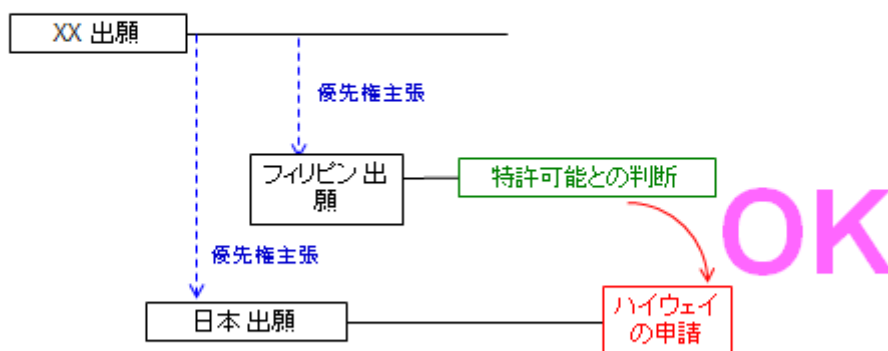 XX 出願
優先権主張
フィリピン 出
願
特許可能との判断
OK
優先権主張
日本 出願
ハイウェイ
の申請